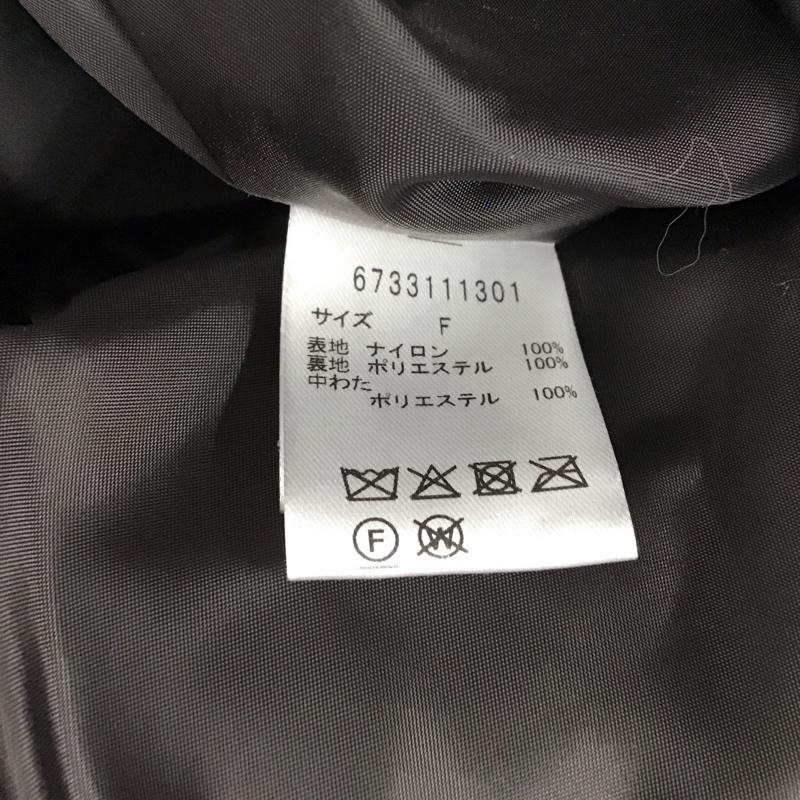 6733111301
サイズ F
表地 ナイロン 100%
裏地 ポリエステル 100%
中わた
ポリエステル 100%
F W